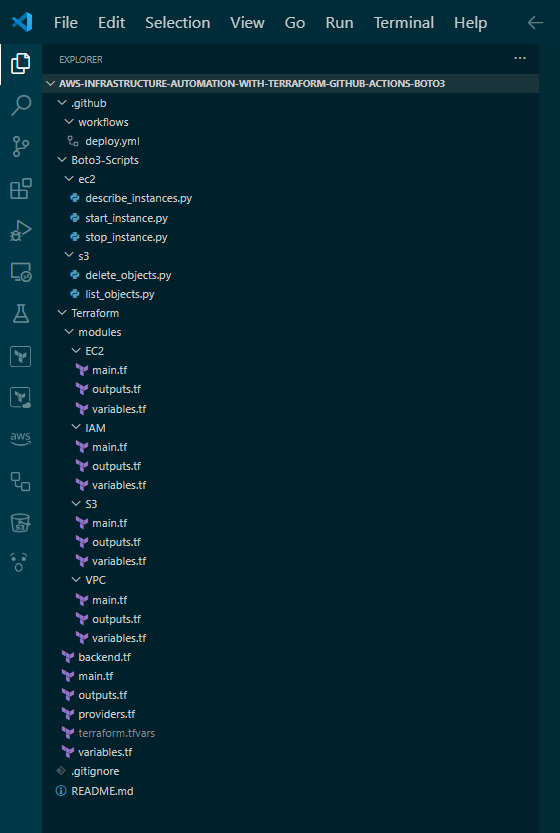 File Edit Selection View Go Run Terminal Help
EXPLORER
AWS-INFRASTRUCTURE-AUTOMATION-WITH-TERRAFORM-GITHUB-ACTIONS-BOTO3
.github
workflows
deploy.yml
Boto3-Scripts
ec2
describe_instances.py
start_instance.py
stop_instance.py
s3
delete_objects.py
list_objects.py
Terraform
modules
EC2
main.tf
outputs.tf
variables.tf
IAM
main.tf
outputs.tf
variables.tf
S3
main.tf
outputs.tf
variables.tf
VPC
main.tf
outputs.tf
variables.tf
backend.tf
main.tf
outputs.tf
providers.tf
terraform.tfvars
variables.tf
.gitignore
README.md
aws
S3